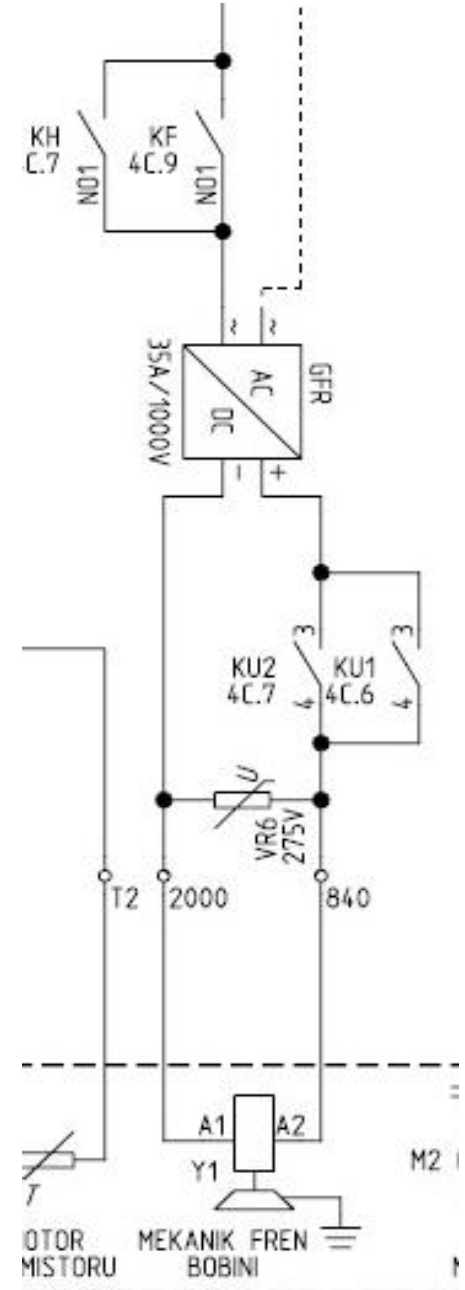 KH
C.7
NO1
KF
4C.9
NO1
~
~
AC
DC
GFR
35A/1000V
-
+
3
KU2
4C.7
4
3
KU1
4C.6
4
U
VR6
275V
T2
2000
840
A1
A2
Y1
M2
T
OTOR
MISTORU
MEKANIK FREN
BOBINI